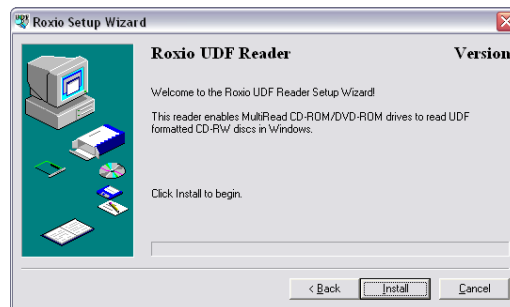 Roxio Setup Wizard
Roxio UDF Reader Version
Welcome to the Roxio UDF Reader Setup Wizard!
This reader enables MultiRead CD-ROM/DVD-ROM drives to read UDF
formatted CD-RW discs in Windows.
Click Install to begin.
< Back Install Cancel